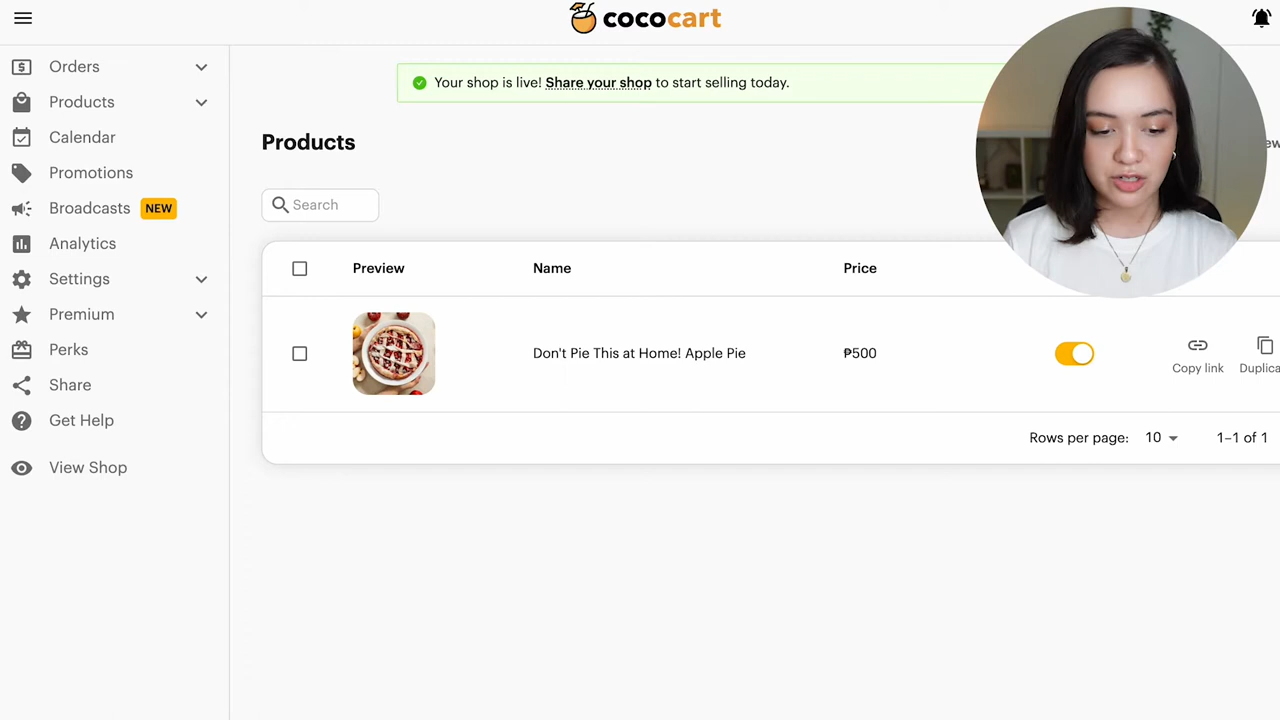 cococart
Orders
Products
Calendar
Promotions
Broadcasts NEW
Analytics
Settings
Premium
Perks
Share
Get Help
View Shop
Your shop is live! Share your shop to start selling today.
Products
Search
Preview Name Price
Don't Pie This at Home! Apple Pie ₱500
Copy link
Duplica
Rows per page: 10 1–1 of 1